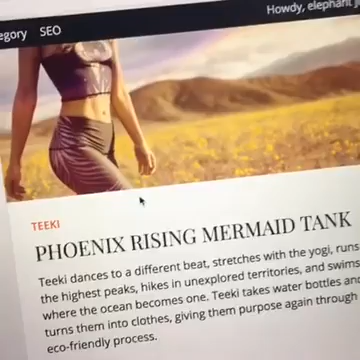 Howdy, elephant
egory SEO
TEEKI
PHOENIX RISING MERMAID TANK
Teeki dances to a different beat, stretches with the yogi, runs
the highest peaks, hikes in unexplored territories, and swims
where the ocean becomes one. Teeki takes water bottles and
turns them into clothes, giving them purpose again through
eco-friendly process.